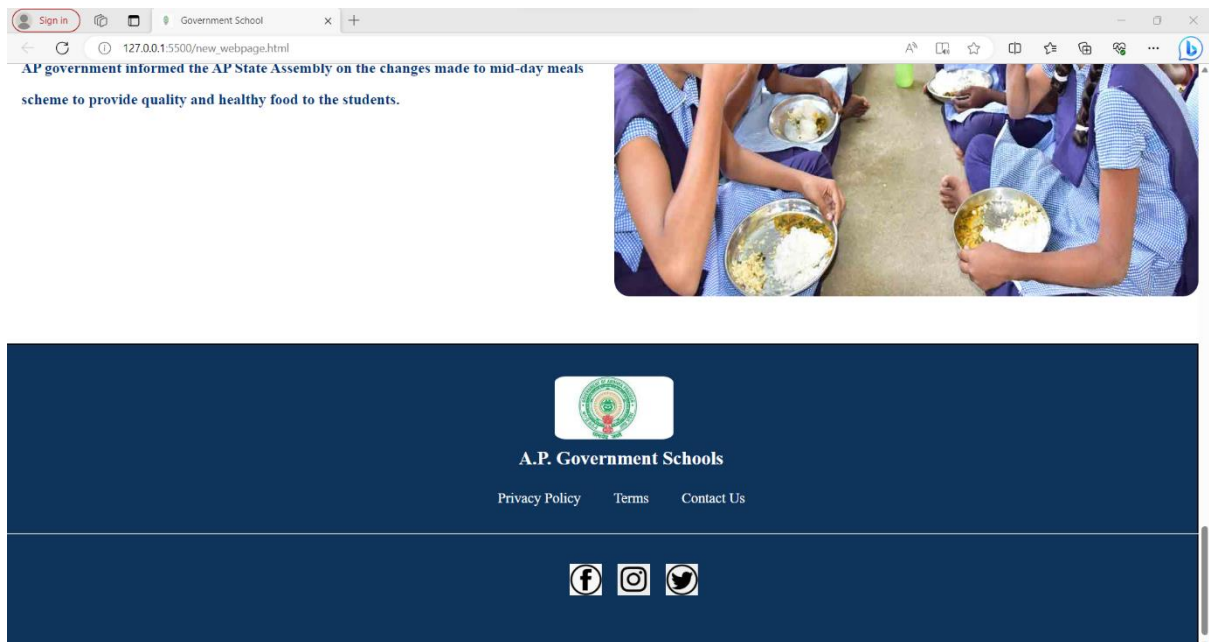 Sign in
Government School
127.0.0.1:5500/new_webpage.html
AP government informed the AP State Assembly on the changes made to mid-day meals
scheme to provide quality and healthy food to the students.
A.P. Government Schools
Privacy Policy Terms Contact Us